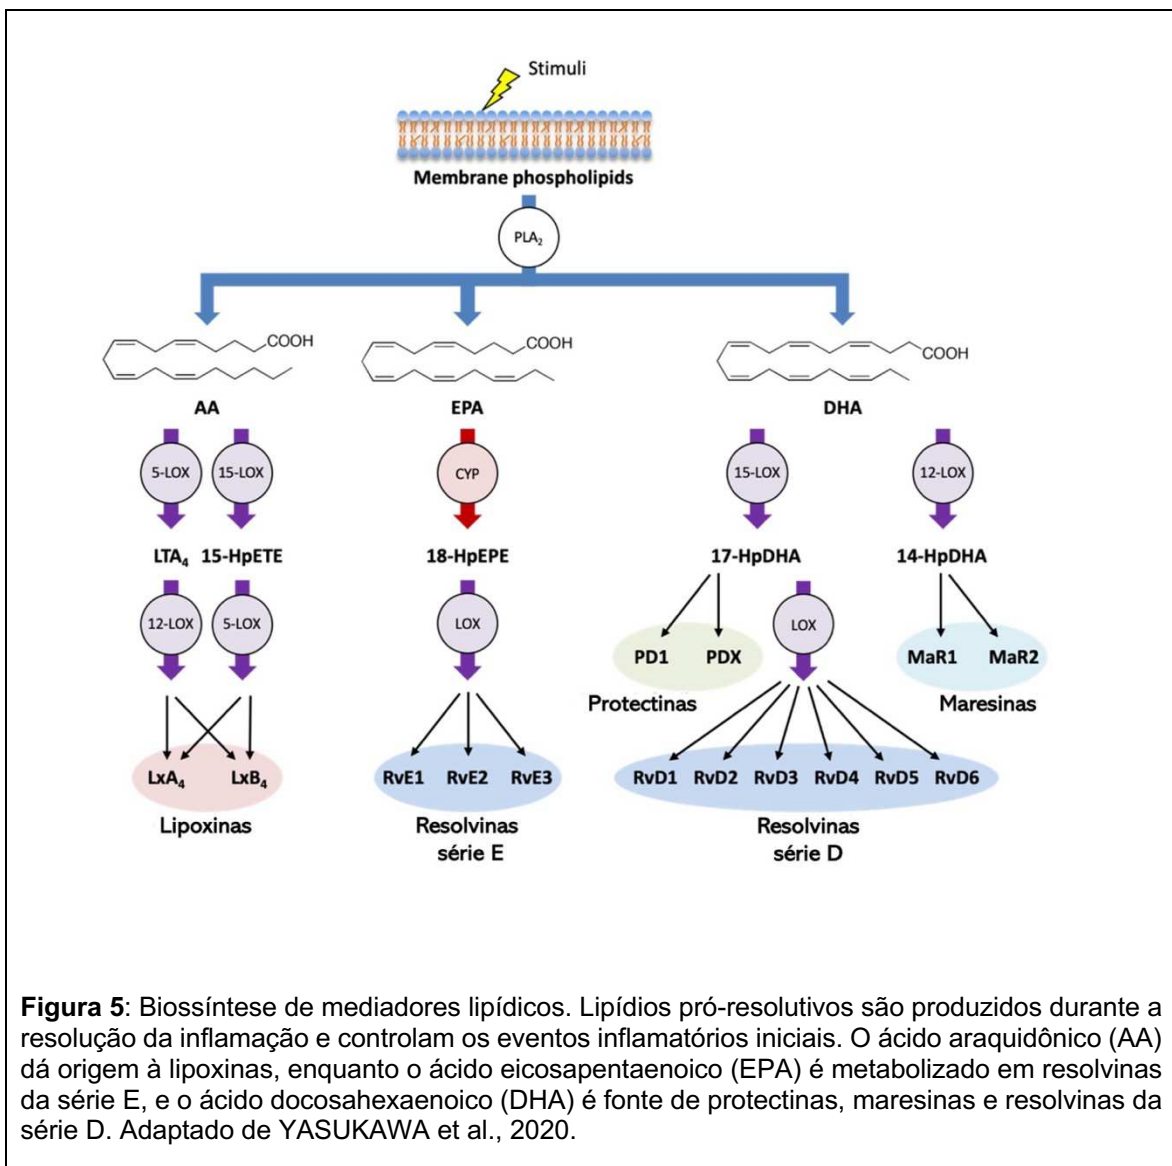 Stimuli
Membrane phospholipids
PLA₂
COOH
COOH
COOH
AA
EPA
DHA
5-LOX
15-LOX
CYP
15-LOX
12-LOX
LTA₄
15-HpETE
18-HpEPE
17-HpDHA
14-HpDHA
12-LOX
5-LOX
LOX
LOX
PD1
PDX
MaR1
MaR2
Protectinas
Maresinas
LxA₄
LxB₄
RvE1
RvE2
RvE3
RvD1
RvD2
RvD3
RvD4
RvD5
RvD6
Lipoxinas
Resolvinas
série E
Resolvinas
série D
Figura 5: Biossíntese de mediadores lipídicos. Lipídios pró-resolutivos são produzidos durante a
resolução da inflamação e controlam os eventos inflamatórios iniciais. O ácido araquidônico (AA)
dá origem à lipoxinas, enquanto o ácido eicosapentaenoico (EPA) é metabolizado em resolvinas
da série E, e o ácido docosahexaenoico (DHA) é fonte de protectinas, maresinas e resolvinas da
série D. Adaptado de YASUKAWA et al., 2020.